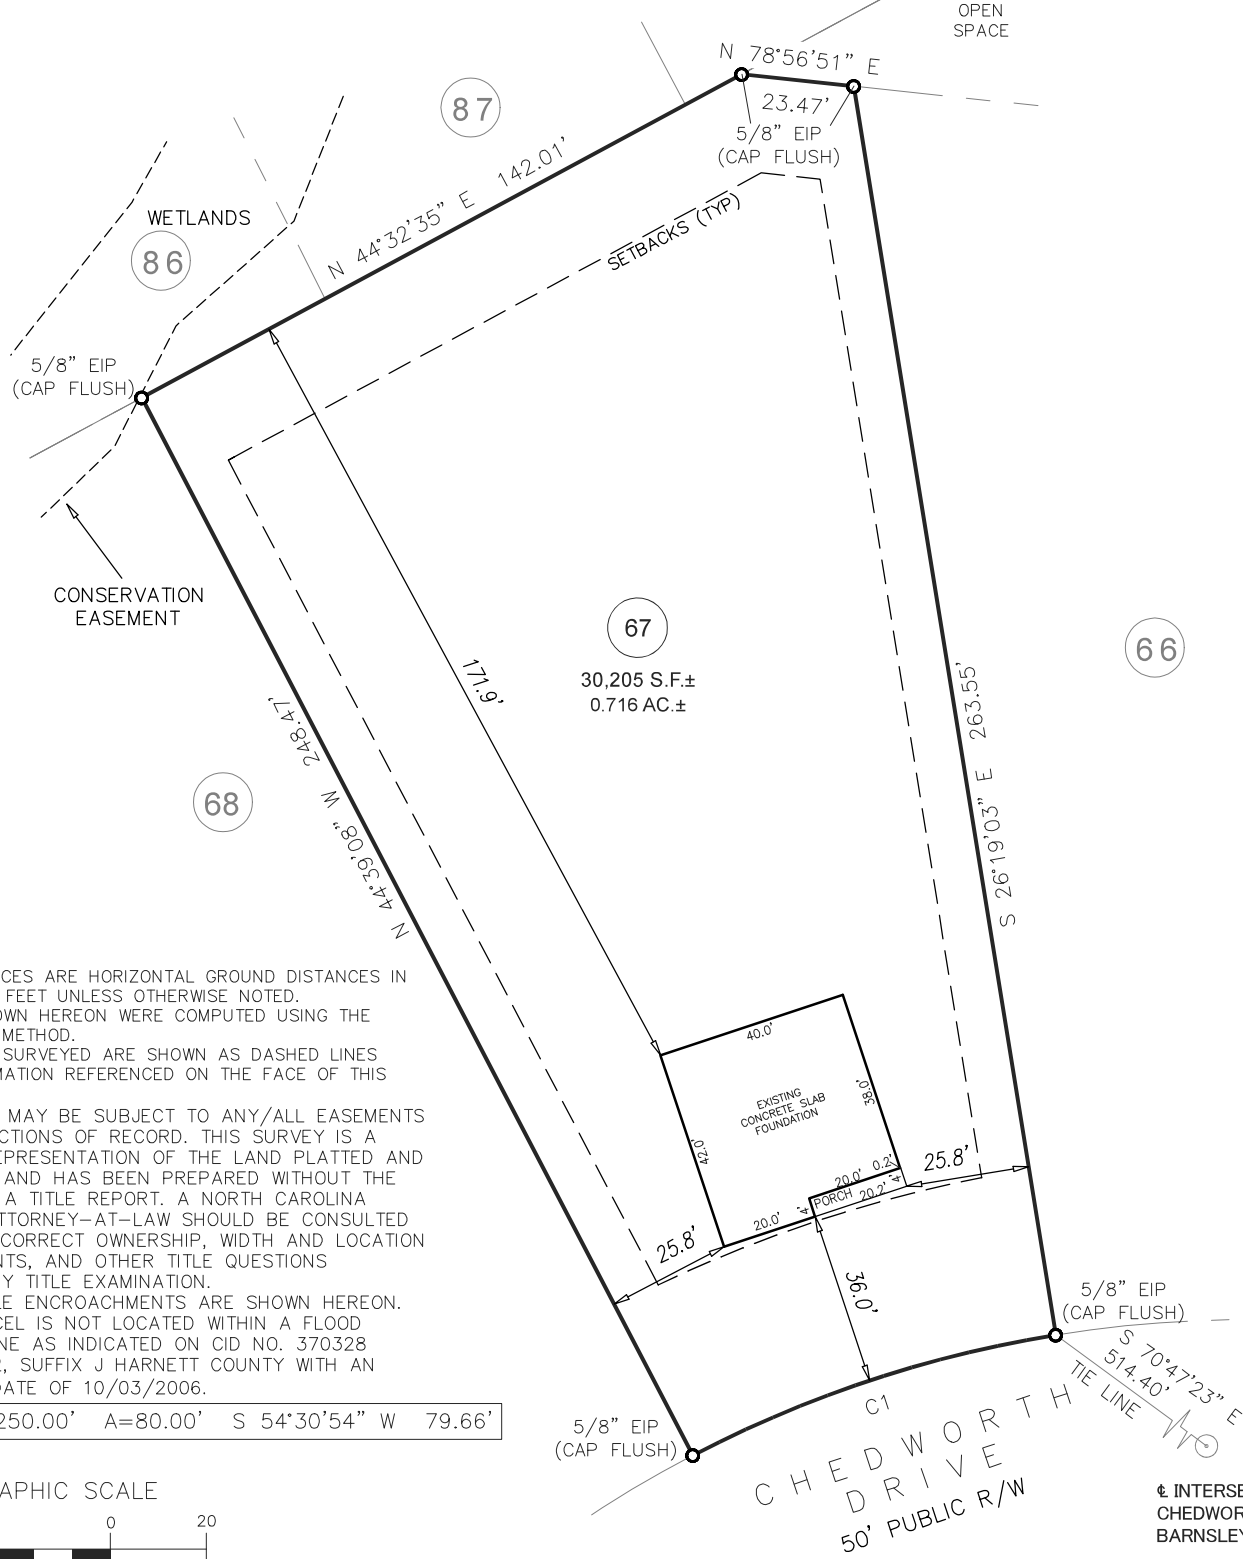 OPEN
SPACE
N 78°56'51" E
23.47'
5/8" EIP
(CAP FLUSH)
87
N 44°32'35" E 142.01'
SETBACKS (TYP)
WETLANDS
86
5/8" EIP
(CAP FLUSH)
CONSERVATION
EASEMENT
171.9'
67
30,205 S.F.±
0.716 AC.±
66
68
N 44°39'08" W 248.47'
S 26°19'03" E 263.55'
CES ARE HORIZONTAL GROUND DISTANCES IN
FEET UNLESS OTHERWISE NOTED.
OWN HEREON WERE COMPUTED USING THE
METHOD.
SURVEYED ARE SHOWN AS DASHED LINES
MATION REFERENCED ON THE FACE OF THIS
MAY BE SUBJECT TO ANY/ALL EASEMENTS
CTIONS OF RECORD. THIS SURVEY IS A
EPRESENTATION OF THE LAND PLATTED AND
AND HAS BEEN PREPARED WITHOUT THE
A TITLE REPORT. A NORTH CAROLINA
TTORNEY-AT-LAW SHOULD BE CONSULTED
CORRECT OWNERSHIP, WIDTH AND LOCATION
NTS, AND OTHER TITLE QUESTIONS
Y TITLE EXAMINATION.
LE ENCROACHMENTS ARE SHOWN HEREON.
CEL IS NOT LOCATED WITHIN A FLOOD
NE AS INDICATED ON CID NO. 370328
R, SUFFIX J HARNETT COUNTY WITH AN
DATE OF 10/03/2006.
250.00' A=80.00' S 54°30'54" W 79.66'
40.0'
EXISTING
CONCRETE SLAB
FOUNDATION
38.0'
42.0'
20.0' 0.2'
PORCH 20.2' 4'
4'
20.0'
25.8'
25.8'
36.0'
5/8" EIP
(CAP FLUSH)
S 70°47'23" E
514.40'
TIE LINE
C1
5/8" EIP
(CAP FLUSH)
CHEDWORTH
DRIVE
50' PUBLIC R/W
APHIC SCALE
0 20
℄ INTERSE
CHEDWOR
BARNSLEY